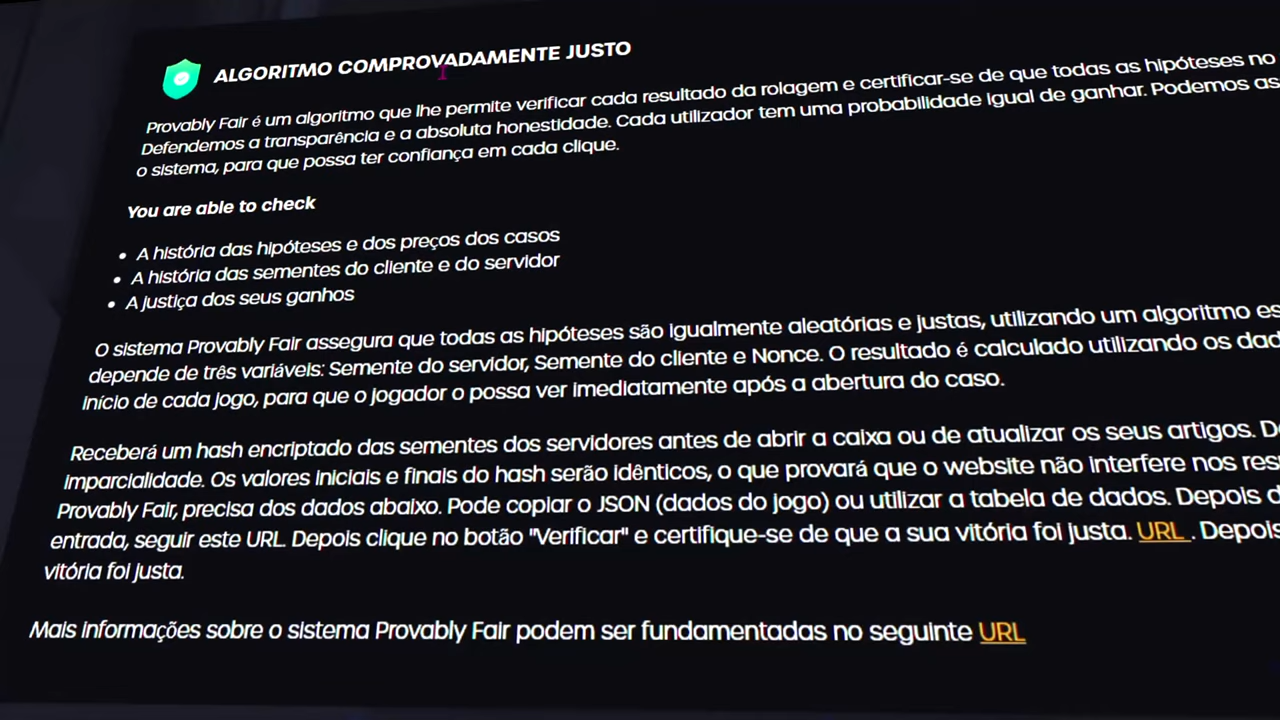 ALGORITMO COMPROVADAMENTE JUSTO
Provably Fair é um algoritmo que lhe permite verificar cada resultado da rolagem e certificar-se de que todas as hipóteses no
Defendemos a transparência e a absoluta honestidade. Cada utilizador tem uma probabilidade igual de ganhar. Podemos as
o sistema, para que possa ter confiança em cada clique.
You are able to check
• A história das hipóteses e dos preços dos casos
• A história das sementes do cliente e do servidor
• A justiça dos seus ganhos
O sistema Provably Fair assegura que todas as hipóteses são igualmente aleatórias e justas, utilizando um algoritmo es
depende de três variáveis: Semente do servidor, Semente do cliente e Nonce. O resultado é calculado utilizando os dad
início de cada jogo, para que o jogador o possa ver imediatamente após a abertura do caso.
Receberá um hash encriptado das sementes dos servidores antes de abrir a caixa ou de atualizar os seus artigos. De
imparcialidade. Os valores iniciais e finais do hash serão idênticos, o que provará que o website não interfere nos res
Provably Fair, precisa dos dados abaixo. Pode copiar o JSON (dados do jogo) ou utilizar a tabela de dados. Depois d
entrada, seguir este URL. Depois clique no botão "Verificar" e certifique-se de que a sua vitória foi justa. URL . Depois
vitória foi justa.
Mais informações sobre o sistema Provably Fair podem ser fundamentadas no seguinte URL